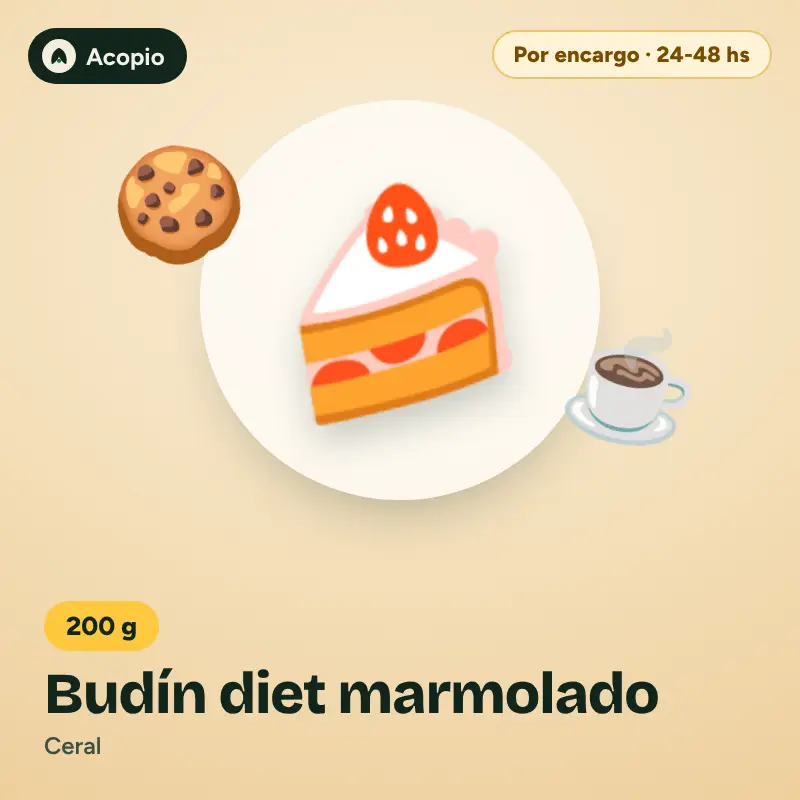 Acopio
Por encargo · 24-48 hs
200 g
Budín diet marmolado
Ceral